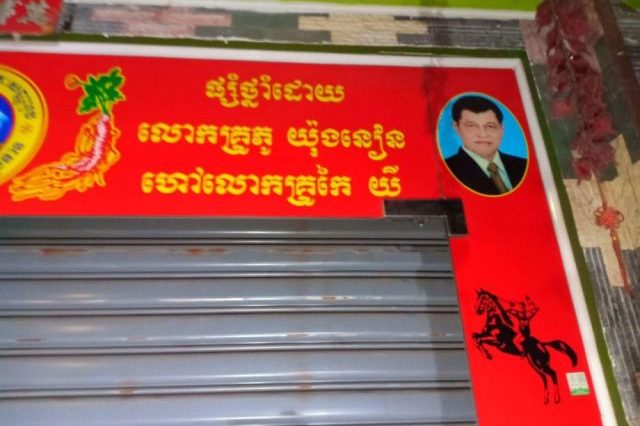 ផ្សំថ្នាំដោយ
លោកគ្រូភូ យ៉ុងនឿន
ហៅលោកគ្រូកែ យី